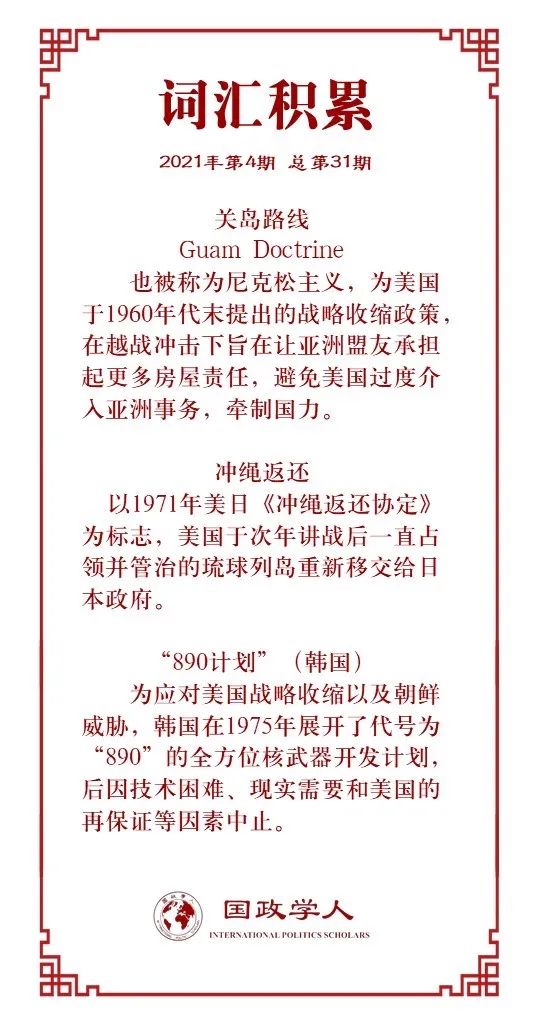 词汇积累
2021年第4期 总第31期
关岛路线
Guam Doctrine
也被称为尼克松主义，为美国
于1960年代末提出的战略收缩政策，
在越战冲击下旨在让亚洲盟友承担
起更多房屋责任，避免美国过度介
入亚洲事务，牵制国力。
冲绳返还
以1971年美日《冲绳返还协定》
为标志，美国于次年讲战后一直占
领并管治的琉球列岛重新移交给日
本政府。
“890计划”（韩国）
为应对美国战略收缩以及朝鲜
威胁，韩国在1975年展开了代号为
“890”的全方位核武器开发计划，
后因技术困难、现实需要和美国的
再保证等因素中止。
国政学人
INTERNATIONAL POLITICS SCHOLARS